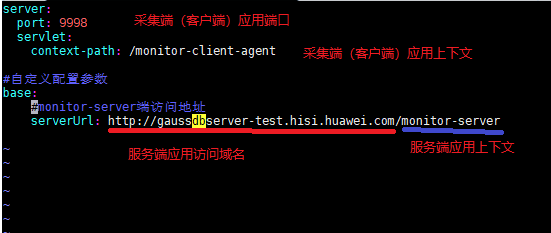 server:
port: 9998 采集端（客户端）应用端口
servlet:
context-path: /monitor-client-agent 采集端（客户端）应用上下文
#自定义配置参数
base:
#monitor-server端访问地址
serverUrl: http://gaussdbserver-test.hisi.huawei.com/monitor-server
服务端应用访问域名 服务端应用上下文
~
~
~
~
~
~